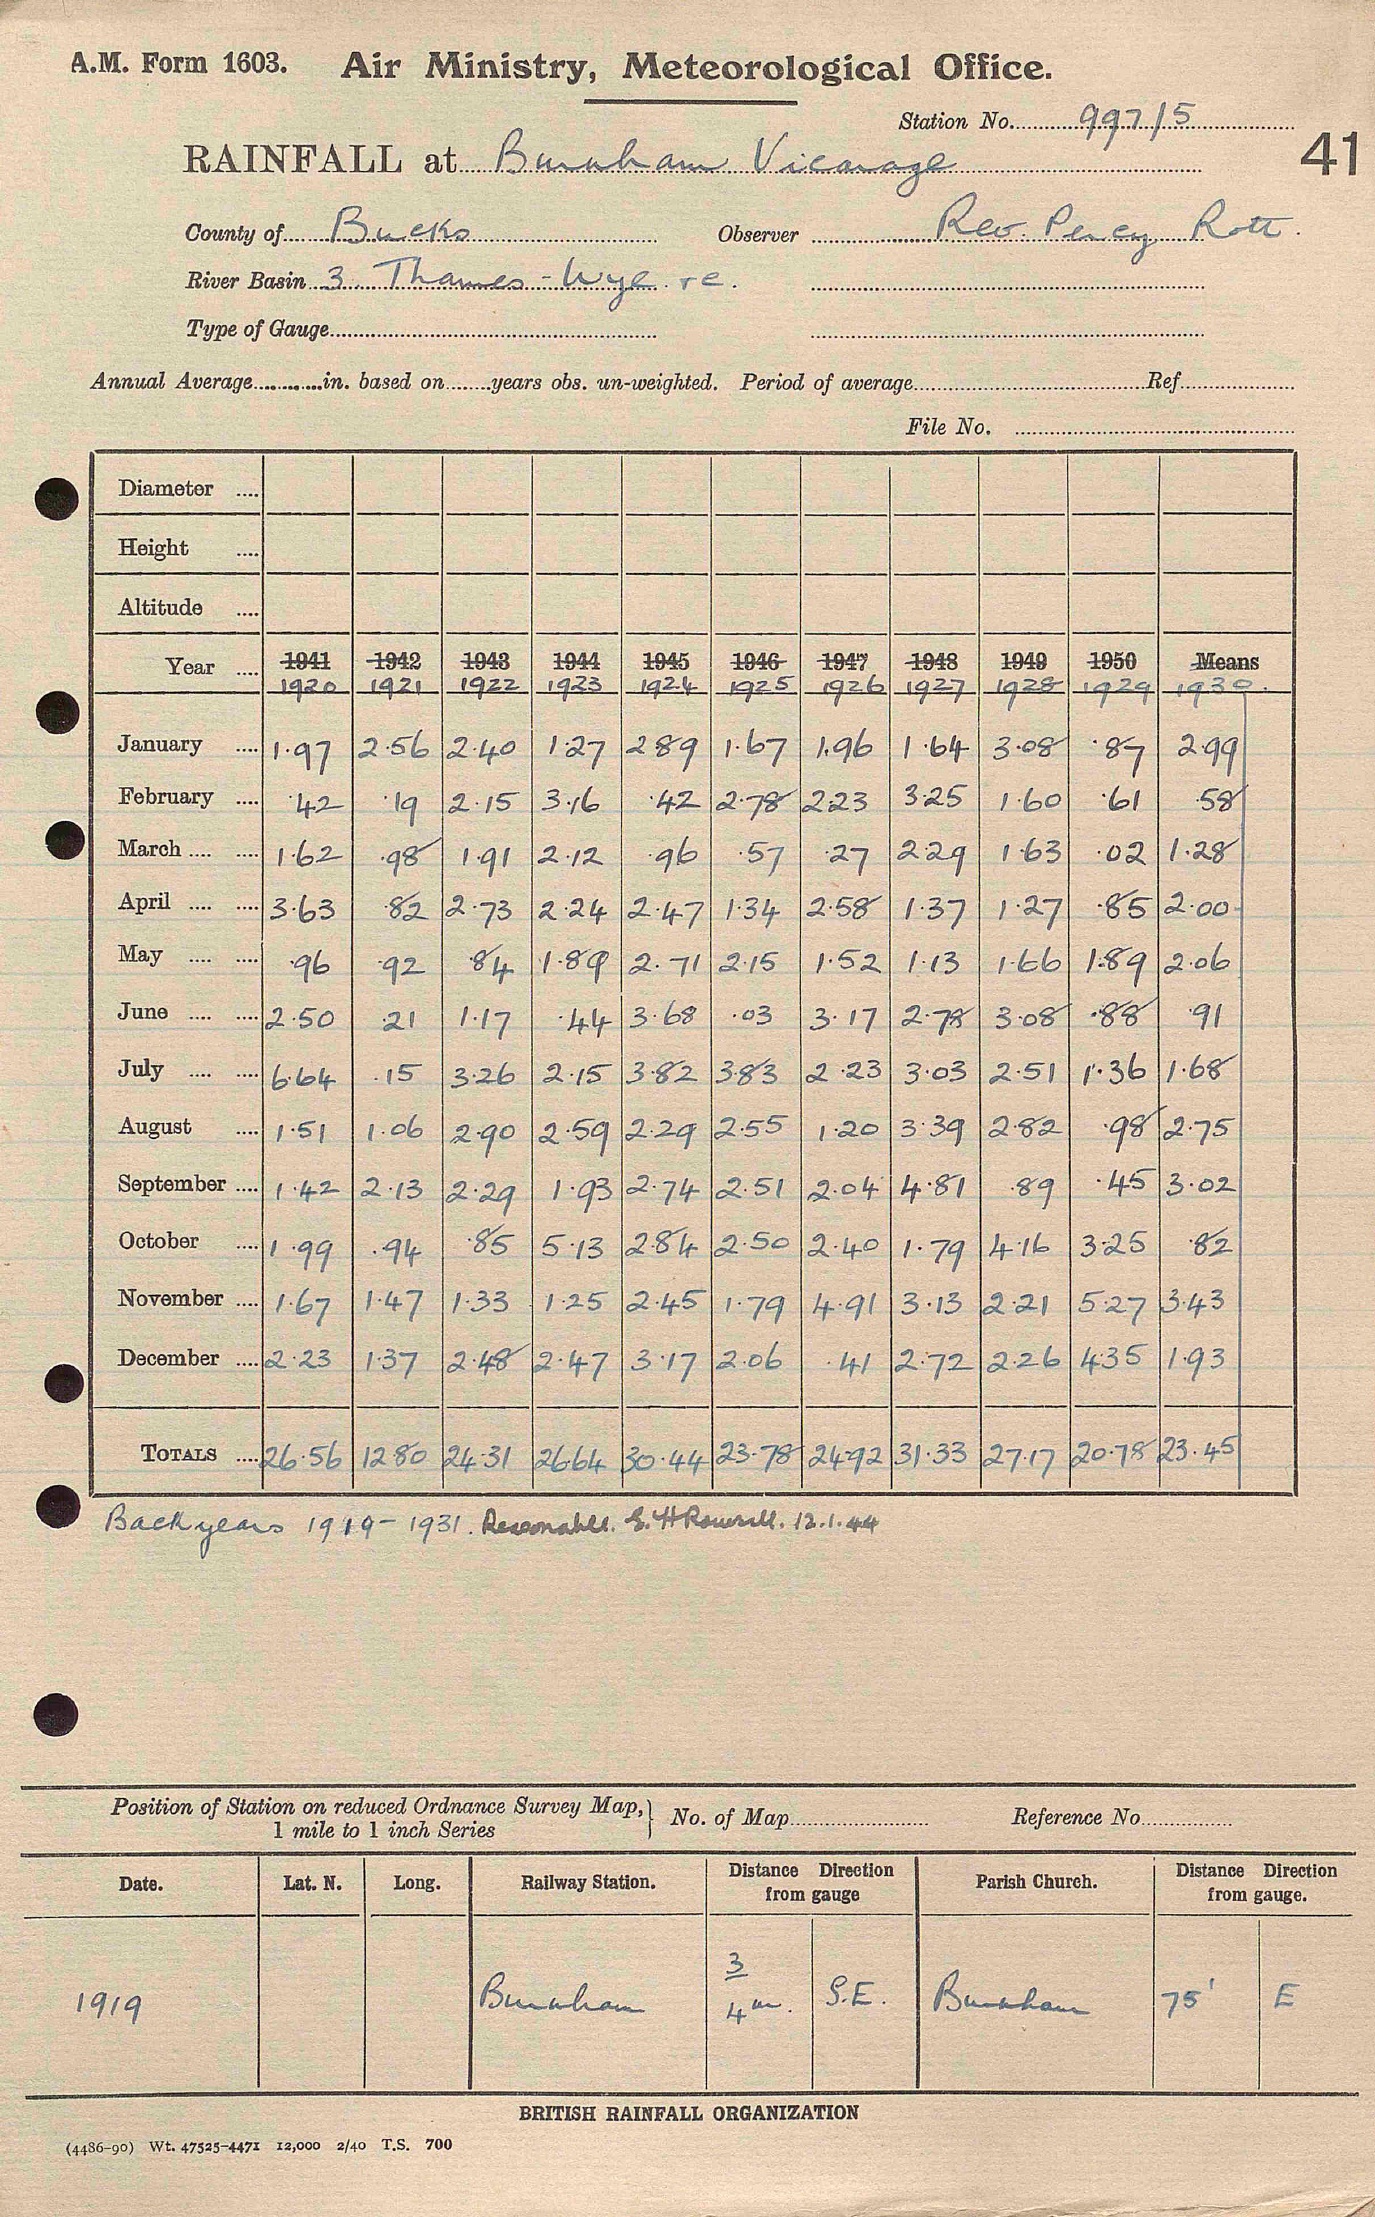 A.M. Form 1603. Air Ministry, Meteorological Office.
Station No. 997/5
41
RAINFALL at Burnham Vicarage
County of Bucks Observer Rev. Percy Rott.
River Basin 3. Thames - Wye. +c.
Type of Gauge
Annual Average in. based on years obs. un-weighted. Period of average Ref
File No.
Diameter
Height
Altitude
Year 1941 1942 1943 1944 1945 1946 1947 1948 1949 1950 Means
1920 1921 1922 1923 1924 1925 1926 1927 1928 1929 1930.
January 1.97 2.56 2.40 1.27 2.89 1.67 1.96 1.64 3.08 .87 2.99
February .42 .19 2.15 3.16 .42 2.78 2.23 3.25 1.60 .61 .58
March 1.62 .98 1.91 2.12 .96 .57 .27 2.29 1.63 .02 1.28
April 3.63 .82 2.73 2.24 2.47 1.34 2.58 1.37 1.27 .85 2.00
May .96 .92 .84 1.89 2.71 2.15 1.52 1.13 1.66 1.89 2.06
June 2.50 .21 1.17 .44 3.68 .03 3.17 2.78 3.08 .88 .91
July 6.64 .15 3.26 2.15 3.82 3.83 2.23 3.03 2.51 1.36 1.68
August 1.51 1.06 2.90 2.59 2.29 2.55 1.20 3.39 2.82 .98 2.75
September 1.42 2.13 2.29 1.93 2.74 2.51 2.04 4.81 .89 .45 3.02
October 1.99 .94 .85 5.13 2.84 2.50 2.40 1.79 4.16 3.25 .82
November 1.67 1.47 1.33 1.25 2.45 1.79 4.91 3.13 2.21 5.27 3.43
December 2.23 1.37 2.48 2.47 3.17 2.06 .41 2.72 2.26 4.35 1.93
TOTALS 26.56 12.80 24.31 26.64 30.44 23.78 24.92 31.33 27.17 20.78 23.45
Back years 1919-1931. Reasonable. E.H. 12.1.44
Position of Station on reduced Ordnance Survey Map,} No. of Map Reference No.
1 mile to 1 inch Series
Date. Lat. N. Long. Railway Station. Distance Direction from gauge Parish Church. Distance Direction from gauge.
1919 Burnham 3/4 m. S.E. Burnham 75' E
BRITISH RAINFALL ORGANIZATION
(4486-90) Wt. 47525-4471 12,000 2/40 T.S. 700